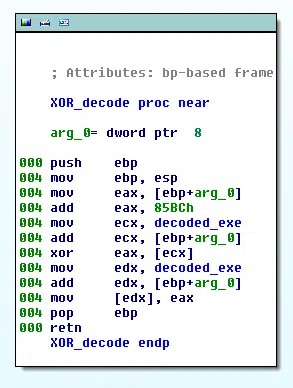 ; Attributes: bp-based frame
XOR_decode proc near
arg_0= dword ptr  8
000 push    ebp
004 mov     ebp, esp
004 mov     eax, [ebp+arg_0]
004 add     eax, 85BCh
004 mov     ecx, decoded_exe
004 add     ecx, [ebp+arg_0]
004 xor     eax, [ecx]
004 mov     edx, decoded_exe
004 add     edx, [ebp+arg_0]
004 mov     [edx], eax
004 pop     ebp
000 retn
XOR_decode endp